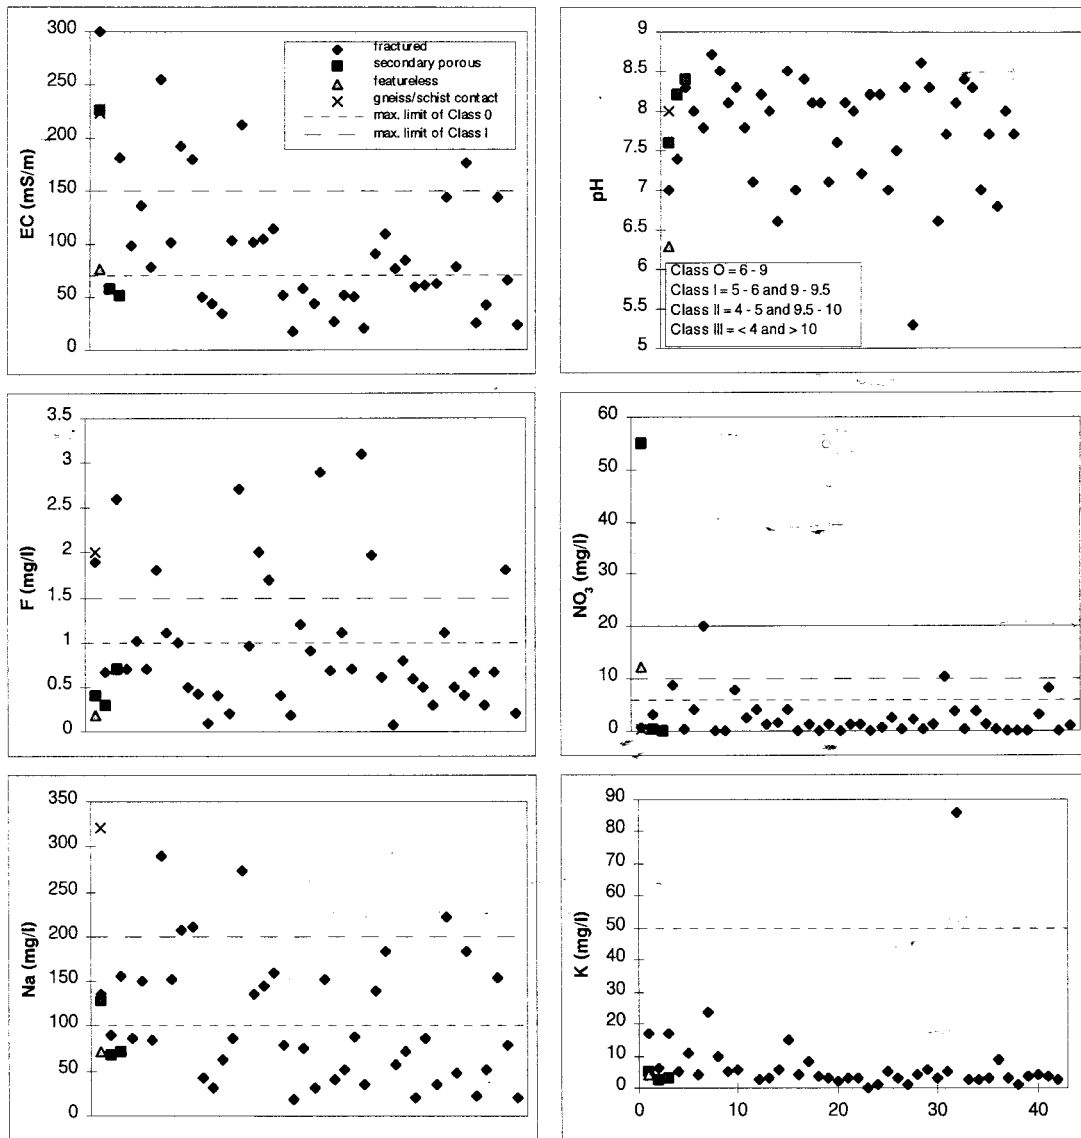 300
250
200
150
100
50
0
EC (mS/m)
fractured
secondary porous
featureless
gneiss/schist contact
max. limit of Class 0
max. limit of Class I
9
8.5
8
7.5
7
6.5
6
5.5
5
pH
Class O = 6 - 9
Class I = 5 - 6 and 9 - 9.5
Class II = 4 - 5 and 9.5 - 10
Class III = < 4 and > 10
3.5
3
2.5
2
1.5
1
0.5
0
F (mg/l)
60
50
40
30
20
10
0
NO3 (mg/l)
350
300
250
200
150
100
50
0
Na (mg/l)
90
80
70
60
50
40
30
20
10
0
K (mg/l)
0 10 20 30 40